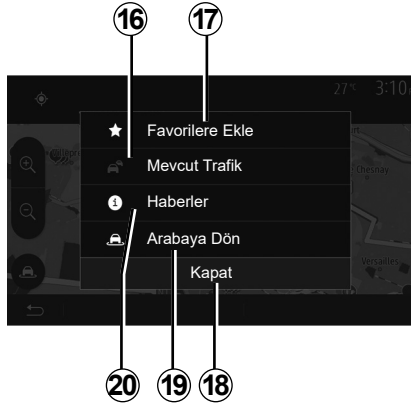 16 17
27°C 3:10
Favorilere Ekle
Mevcut Trafik
Chesnay
Haberler
Arabaya Dön
Versailles
Kapat
20 19 18